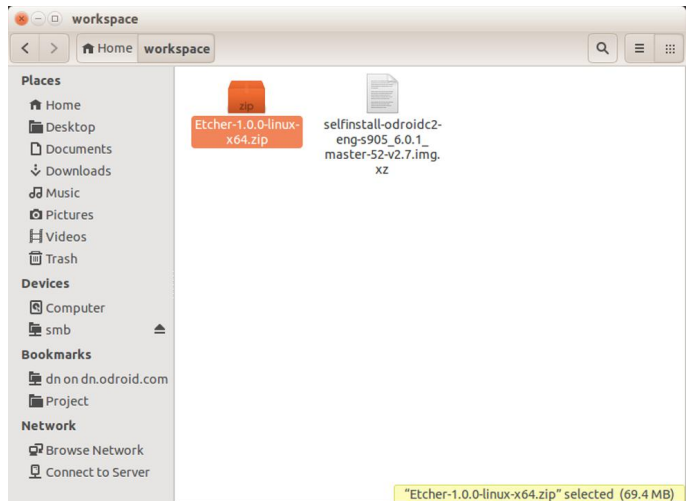 workspace
Home workspace
Places
Home
Desktop
Documents
Downloads
Music
Pictures
Videos
Trash
Devices
Computer
smb
Bookmarks
dn on dn.odroid.com
Project
Network
Browse Network
Connect to Server
zip
Etcher-1.0.0-linux-
x64.zip
selfinstall-odroidc2-
eng-s905_6.0.1_
master-52-v2.7.img.
xz
"Etcher-1.0.0-linux-x64.zip" selected (69.4 MB)